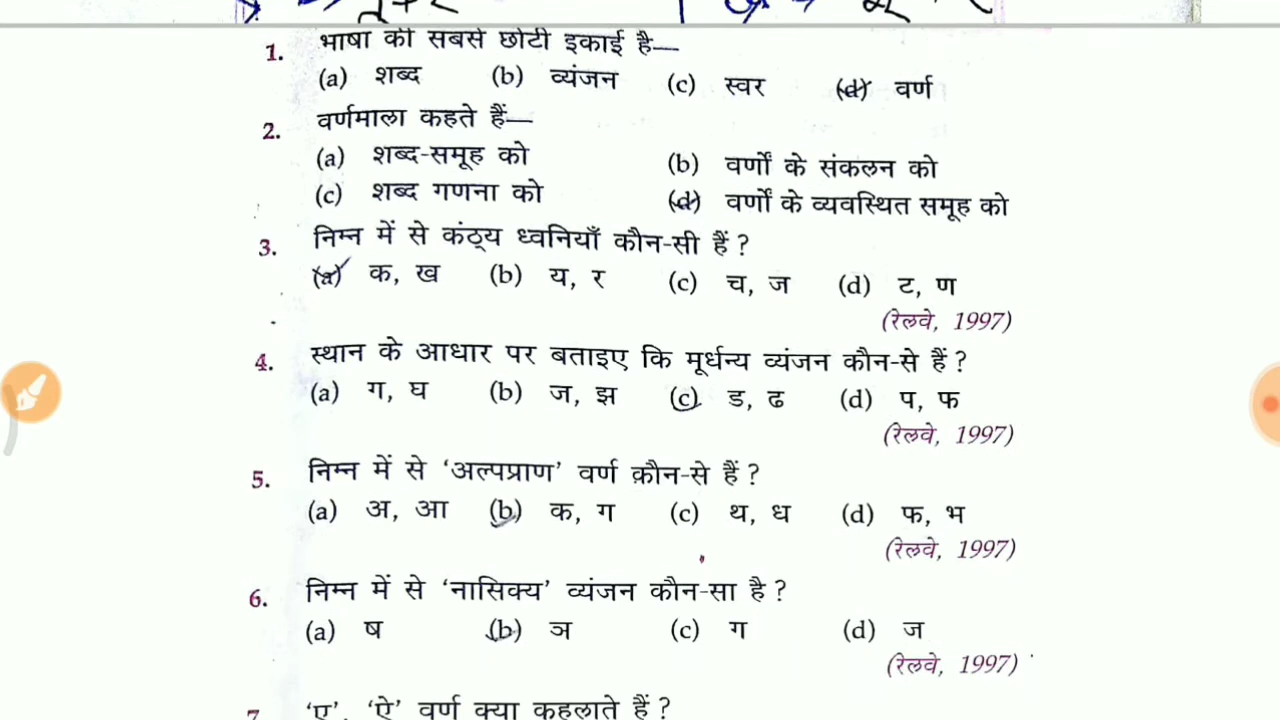 1. भाषा की सबसे छोटी इकाई है—
(a) शब्द (b) व्यंजन (c) स्वर (d) वर्ण
2. वर्णमाला कहते हैं—
(a) शब्द-समूह को (b) वर्णों के संकलन को
(c) शब्द गणना को (d) वर्णों के व्यवस्थित समूह को
3. निम्न में से कंठ्य ध्वनियाँ कौन-सी हैं ?
(a) क, ख (b) य, र (c) च, ज (d) ट, ण
(रेलवे, 1997)
4. स्थान के आधार पर बताइए कि मूर्धन्य व्यंजन कौन-से हैं ?
(a) ग, घ (b) ज, झ (c) ड, ढ (d) प, फ
(रेलवे, 1997)
5. निम्न में से ‘अल्पप्राण’ वर्ण कौन-से हैं ?
(a) अ, आ (b) क, ग (c) थ, ध (d) फ, भ
(रेलवे, 1997)
6. निम्न में से ‘नासिक्य’ व्यंजन कौन-सा है ?
(a) ष (b) ञ (c) ग (d) ज
(रेलवे, 1997)
7. ‘ए’, ‘ऐ’ वर्ण क्या कहलाते हैं ?